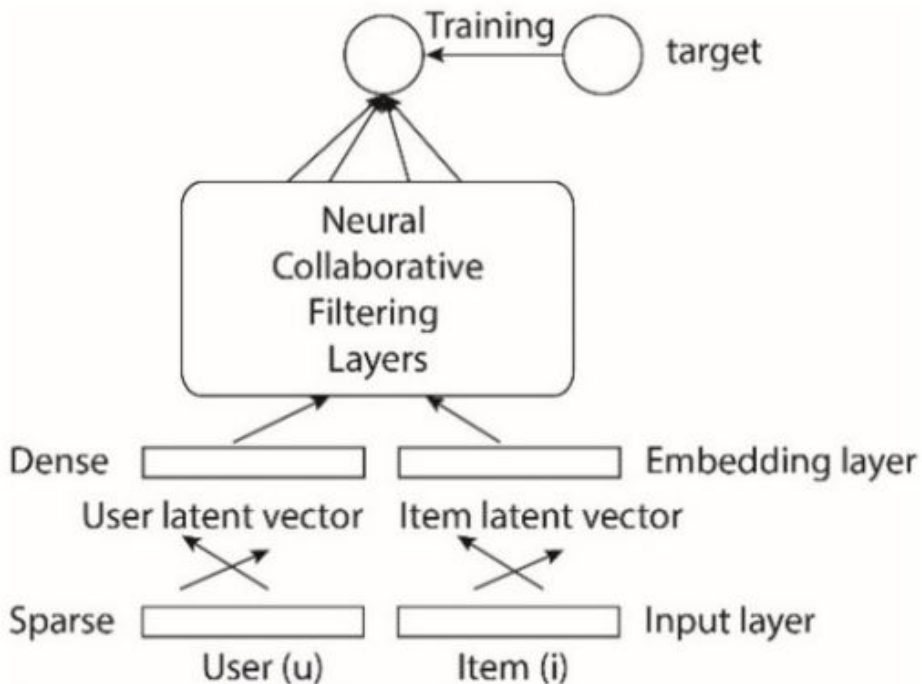 Training
target
Neural
Collaborative
Filtering
Layers
Dense
Embedding layer
User latent vector
Item latent vector
Sparse
Input layer
User (u)
Item (i)